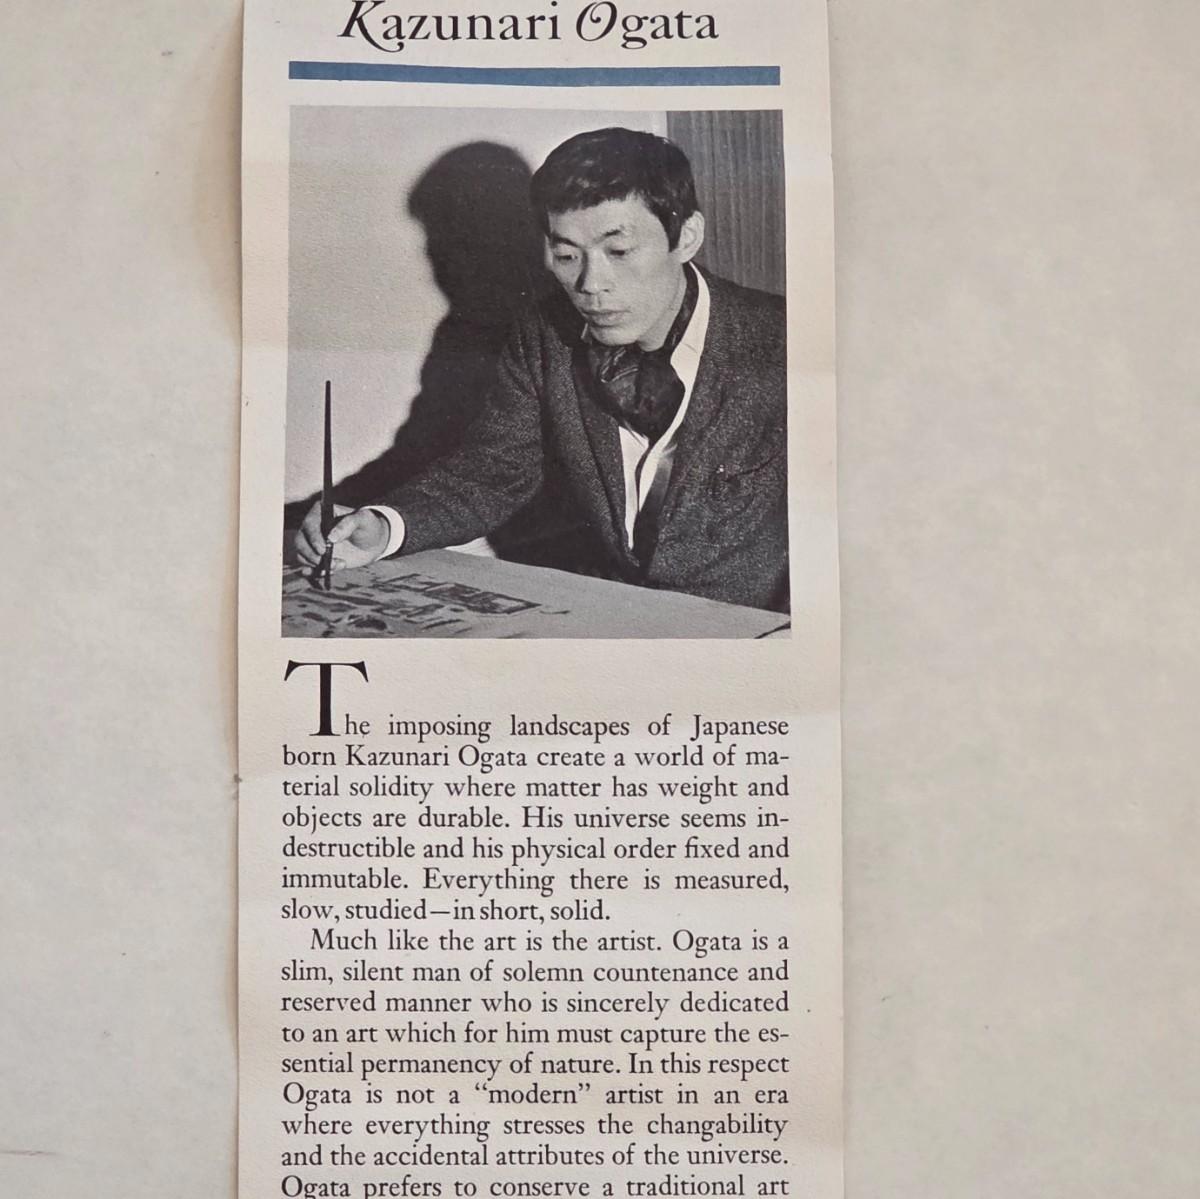 Kazunari Ogata
The imposing landscapes of Japanese
born Kazunari Ogata create a world of ma-
terial solidity where matter has weight and
objects are durable. His universe seems in-
destructible and his physical order fixed and
immutable. Everything there is measured,
slow, studied—in short, solid.
Much like the art is the artist. Ogata is a
slim, silent man of solemn countenance and
reserved manner who is sincerely dedicated
to an art which for him must capture the es-
sential permanency of nature. In this respect
Ogata is not a “modern” artist in an era
where everything stresses the changability
and the accidental attributes of the universe.
Ogata prefers to conserve a traditional art